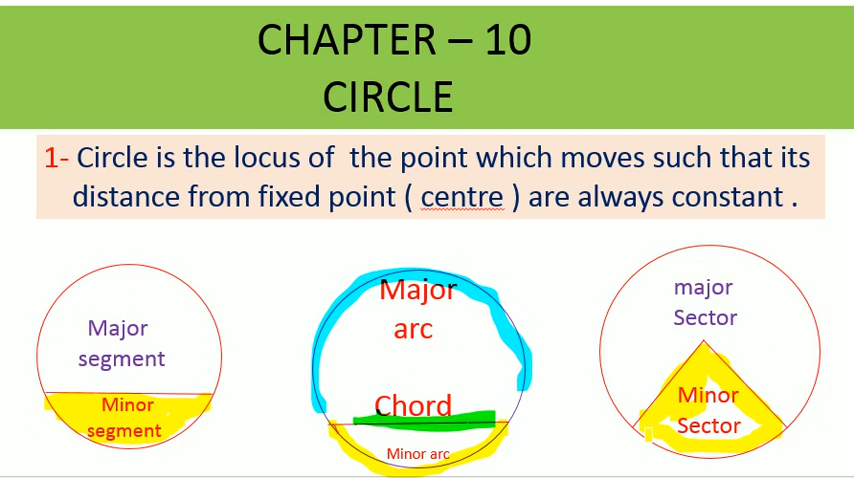 CHAPTER – 10
CIRCLE
1- Circle is the locus of the point which moves such that its
distance from fixed point ( centre ) are always constant .
Major
segment
Minor
segment
Major
arc
Chord
Minor arc
major
Sector
Minor
Sector